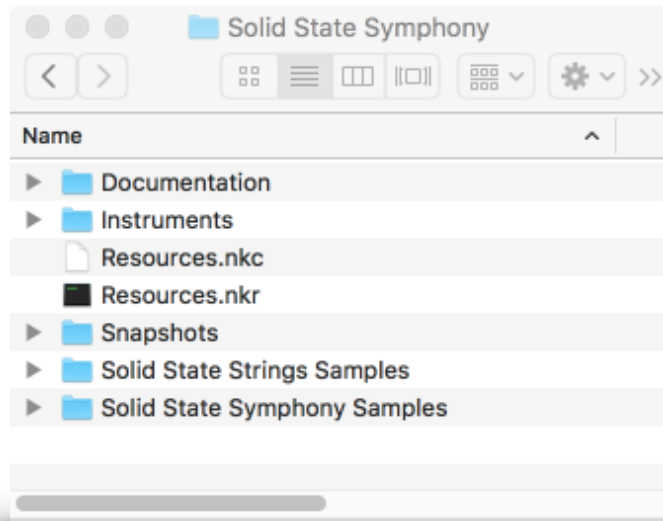 Solid State Symphony
Name
Documentation
Instruments
Resources.nkc
Resources.nkr
Snapshots
Solid State Strings Samples
Solid State Symphony Samples